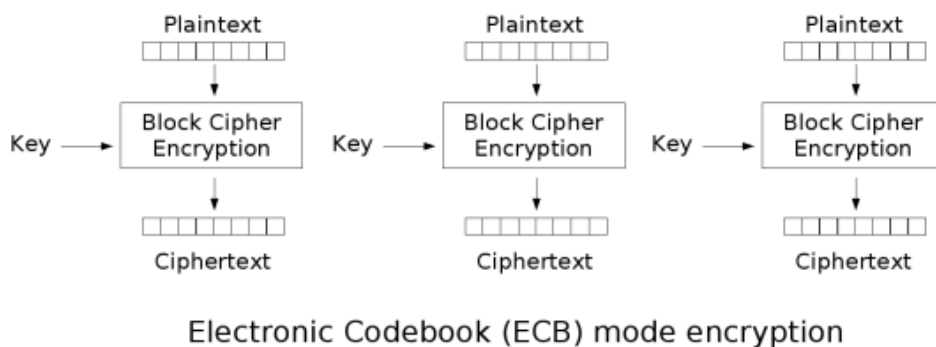 Plaintext Plaintext Plaintext
Block Cipher Block Cipher Block Cipher
Key Encryption Key Encryption Key Encryption
Ciphertext Ciphertext Ciphertext
Electronic Codebook (ECB) mode encryption